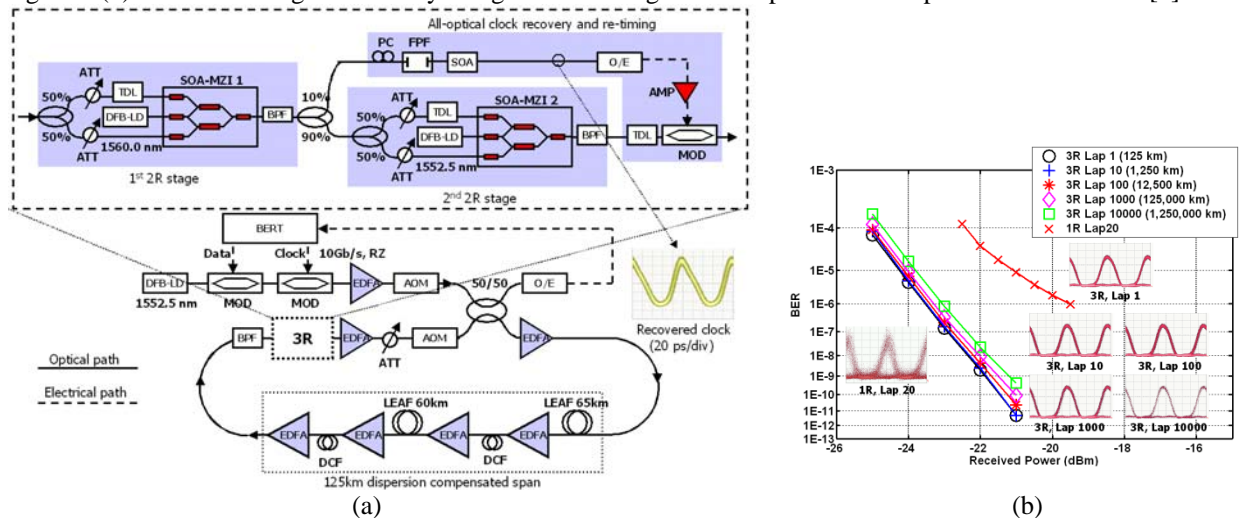 All-optical clock recovery and re-timing
PC FPF
SOA
O/E
AMP
ATT
SOA-MZI 1
50%
TDL
DFB-LD
50%
ATT
1560.0 nm
BPF
10%
90%
1st 2R stage
ATT
SOA-MZI 2
50%
TDL
DFB-LD
50%
ATT
1552.5 nm
BPF
TDL
MOD
2nd 2R stage
BERT
Data
Clock
10Gb/s, RZ
DFB-LD
1552.5 nm
MOD
MOD
EDFA
AOM
50/50
O/E
BPF
3R
EDFA
ATT
AOM
EDFA
Recovered clock
(20 ps/div)
Optical path
Electrical path
LEAF 60km
LEAF 65km
EDFA
DCF
EDFA
EDFA
DCF
EDFA
125km dispersion compensated span
(a)
3R Lap 1 (125 km)
3R Lap 10 (1,250 km)
3R Lap 100 (12,500 km)
3R Lap 1000 (125,000 km)
3R Lap 10000 (1,250,000 km)
1R Lap20
1E-3
1E-4
1E-5
1E-6
1E-7
1E-8
1E-9
1E-10
1E-11
1E-12
1E-13
BER
3R, Lap 1
1R, Lap 20
3R, Lap 10
3R, Lap 100
3R, Lap 1000
3R, Lap 10000
-26 -24 -22 -20 -18 -16
Received Power (dBm)
(b)